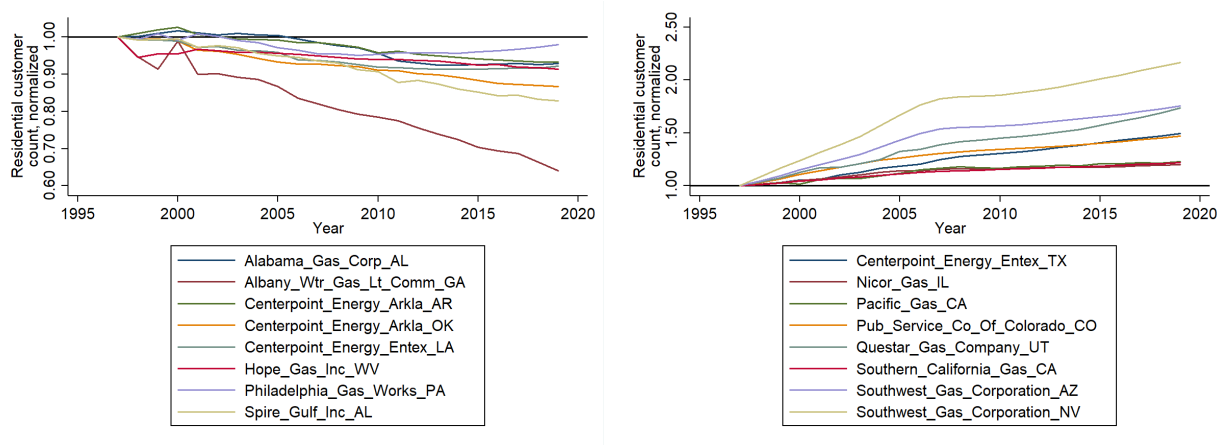 Residential customer
count, normalized
1.00
0.90
0.80
0.70
0.60
1995
2000
2005
2010
2015
2020
Year
Alabama_Gas_Corp_AL
Albany_Wtr_Gas_Lt_Comm_GA
Centerpoint_Energy_Arkla_AR
Centerpoint_Energy_Arkla_OK
Centerpoint_Energy_Entex_LA
Hope_Gas_Inc_WV
Philadelphia_Gas_Works_PA
Spire_Gulf_Inc_AL
Residential customer
count, normalized
2.50
2.00
1.50
1.00
1995
2000
2005
2010
2015
2020
Year
Centerpoint_Energy_Entex_TX
Nicor_Gas_IL
Pacific_Gas_CA
Pub_Service_Co_Of_Colorado_CO
Questar_Gas_Company_UT
Southern_California_Gas_CA
Southwest_Gas_Corporation_AZ
Southwest_Gas_Corporation_NV